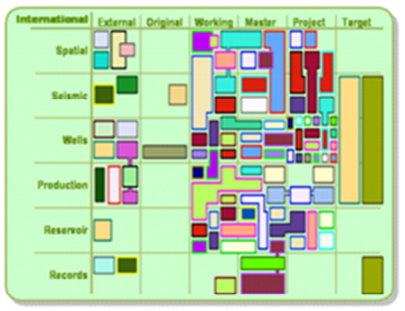 International External Original Working Master Project Target
Spatial
Seismic
Wells
Production
Reservoir
Records